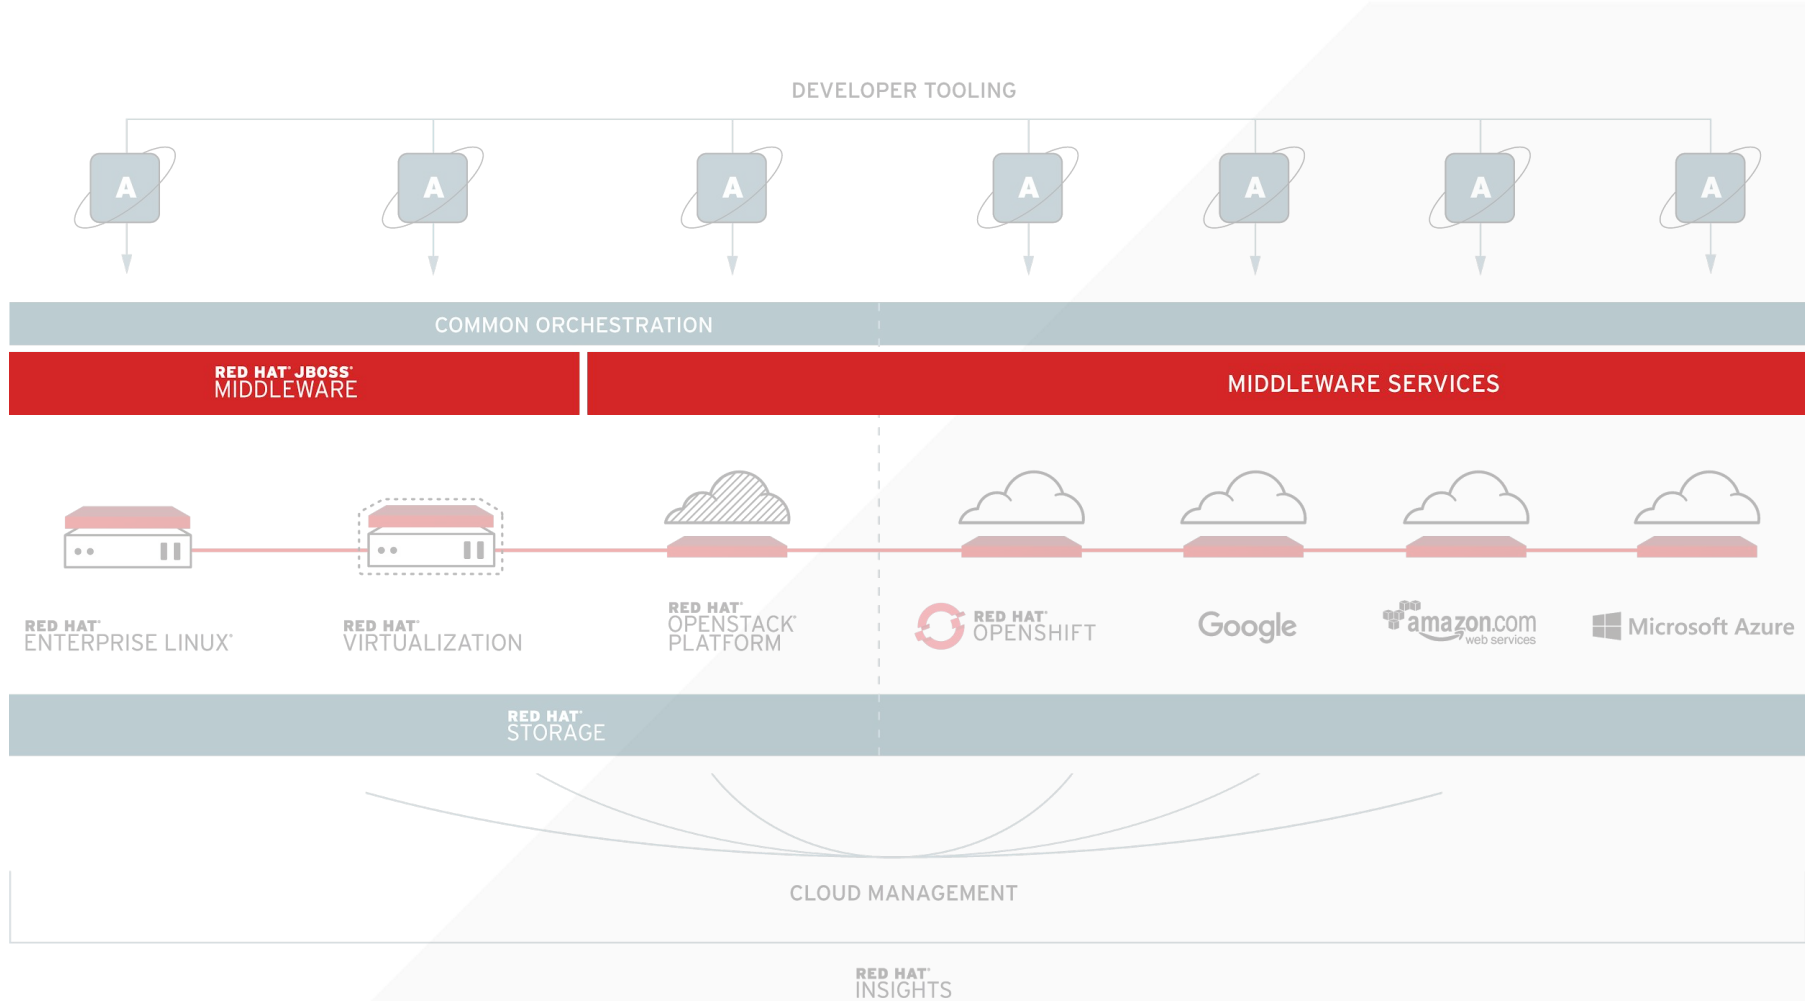 DEVELOPER TOOLING
A A A A A A A
COMMON ORCHESTRATION
RED HAT® JBOSS®
MIDDLEWARE
MIDDLEWARE SERVICES
RED HAT®
ENTERPRISE LINUX®
RED HAT®
VIRTUALIZATION
RED HAT®
OPENSTACK®
PLATFORM
RED HAT®
OPENSHIFT
Google
amazon.com
web services
Microsoft Azure
RED HAT®
STORAGE
CLOUD MANAGEMENT
RED HAT®
INSIGHTS